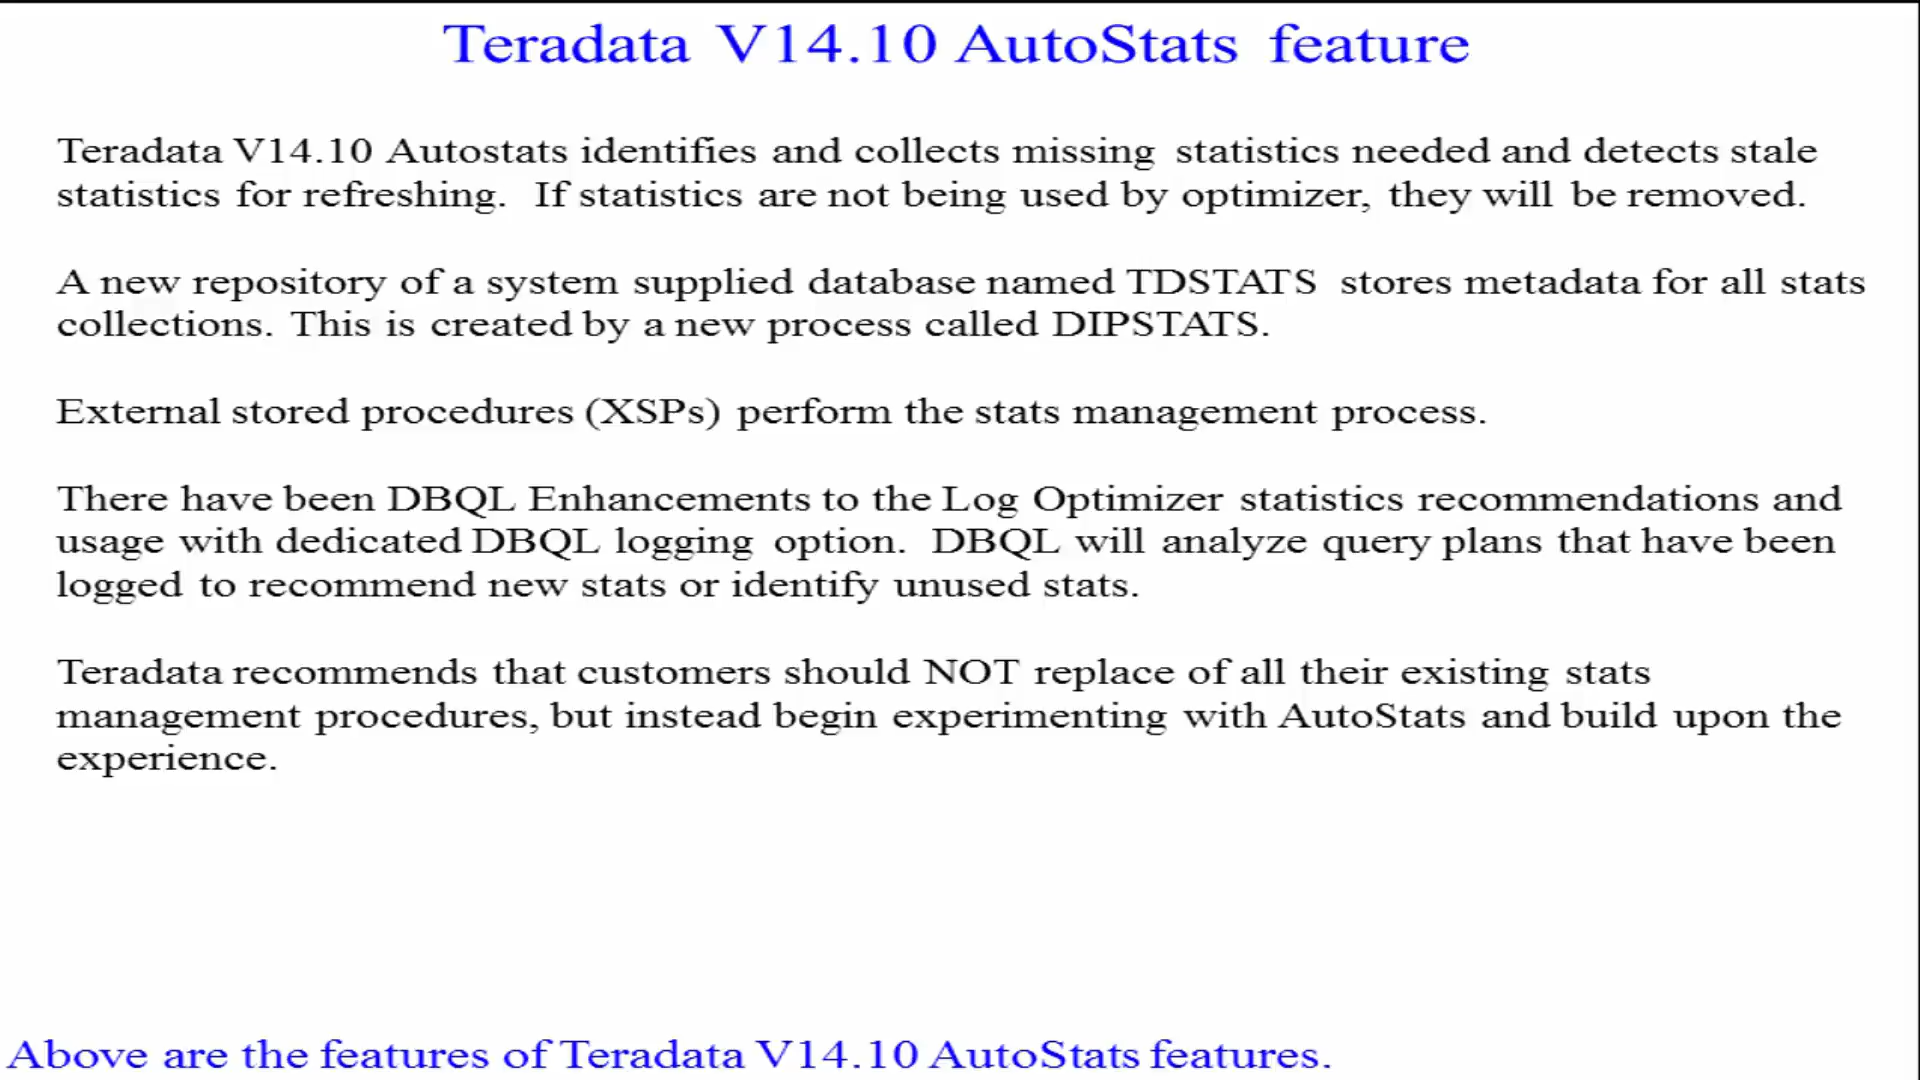 Teradata V14.10 AutoStats feature
Teradata V14.10 Autostats identifies and collects missing statistics needed and detects stale
statistics for refreshing. If statistics are not being used by optimizer, they will be removed.
A new repository of a system supplied database named TDSTATS stores metadata for all stats
collections. This is created by a new process called DIPSTATS.
External stored procedures (XSPs) perform the stats management process.
There have been DBQL Enhancements to the Log Optimizer statistics recommendations and
usage with dedicated DBQL logging option. DBQL will analyze query plans that have been
logged to recommend new stats or identify unused stats.
Teradata recommends that customers should NOT replace of all their existing stats
management procedures, but instead begin experimenting with AutoStats and build upon the
experience.
Above are the features of Teradata V14.10 AutoStats features.